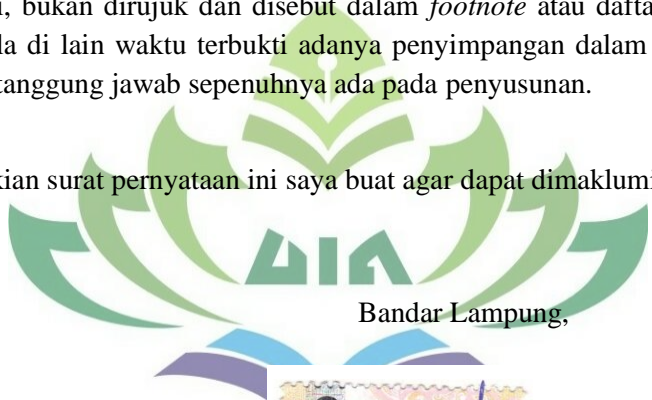 i, bukan dirujuk dan disebut dalam footnote atau dafta
la di lain waktu terbukti adanya penyimpangan dalam
tanggung jawab sepenuhnya ada pada penyusunan.
kian surat pernyataan ini saya buat agar dapat dimaklumi
UIN
Bandar Lampung,